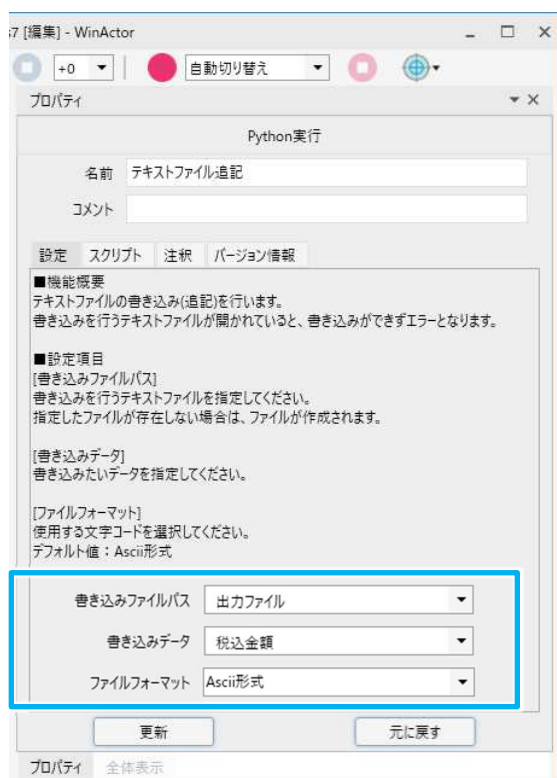 s7 [編集] - WinActor
+0
自動切り替え
プロパティ
Python実行
名前 テキストファイル追記
コメント
設定 スクリプト 注釈 バージョン情報
■機能概要
テキストファイルの書き込み(追記)を行います。
書き込みを行うテキストファイルが開かれていると、書き込みができずエラーとなります。
■設定項目
[書き込みファイルパス]
書き込みを行うテキストファイルを指定してください。
指定したファイルが存在しない場合は、ファイルが作成されます。
[書き込みデータ]
書き込みたいデータを指定してください。
[ファイルフォーマット]
使用する文字コードを選択してください。
デフォルト値：Ascii形式
書き込みファイルパス 出力ファイル
書き込みデータ 税込金額
ファイルフォーマット Ascii形式
更新 元に戻す
プロパティ 全体表示